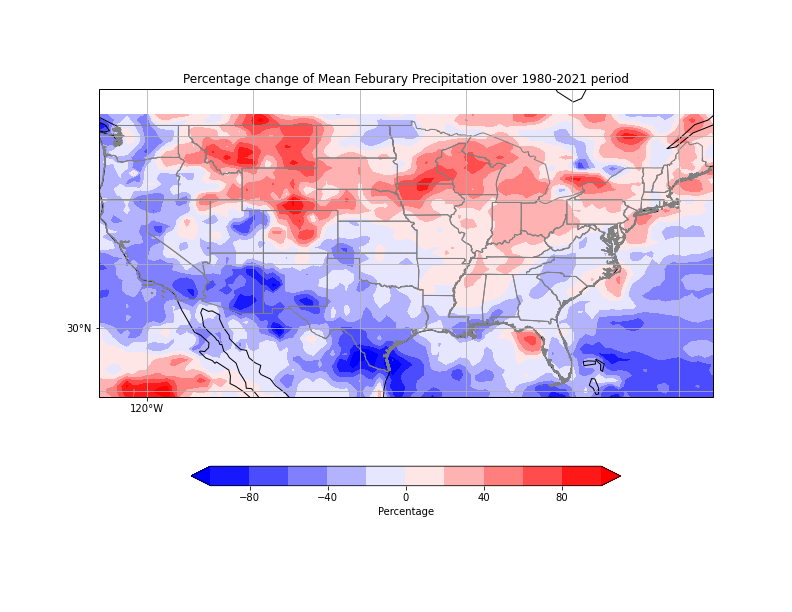 Percentage change of Mean Feburary Precipitation over 1980-2021 period
30°N
120°W
−80 −40 0 40 80
Percentage